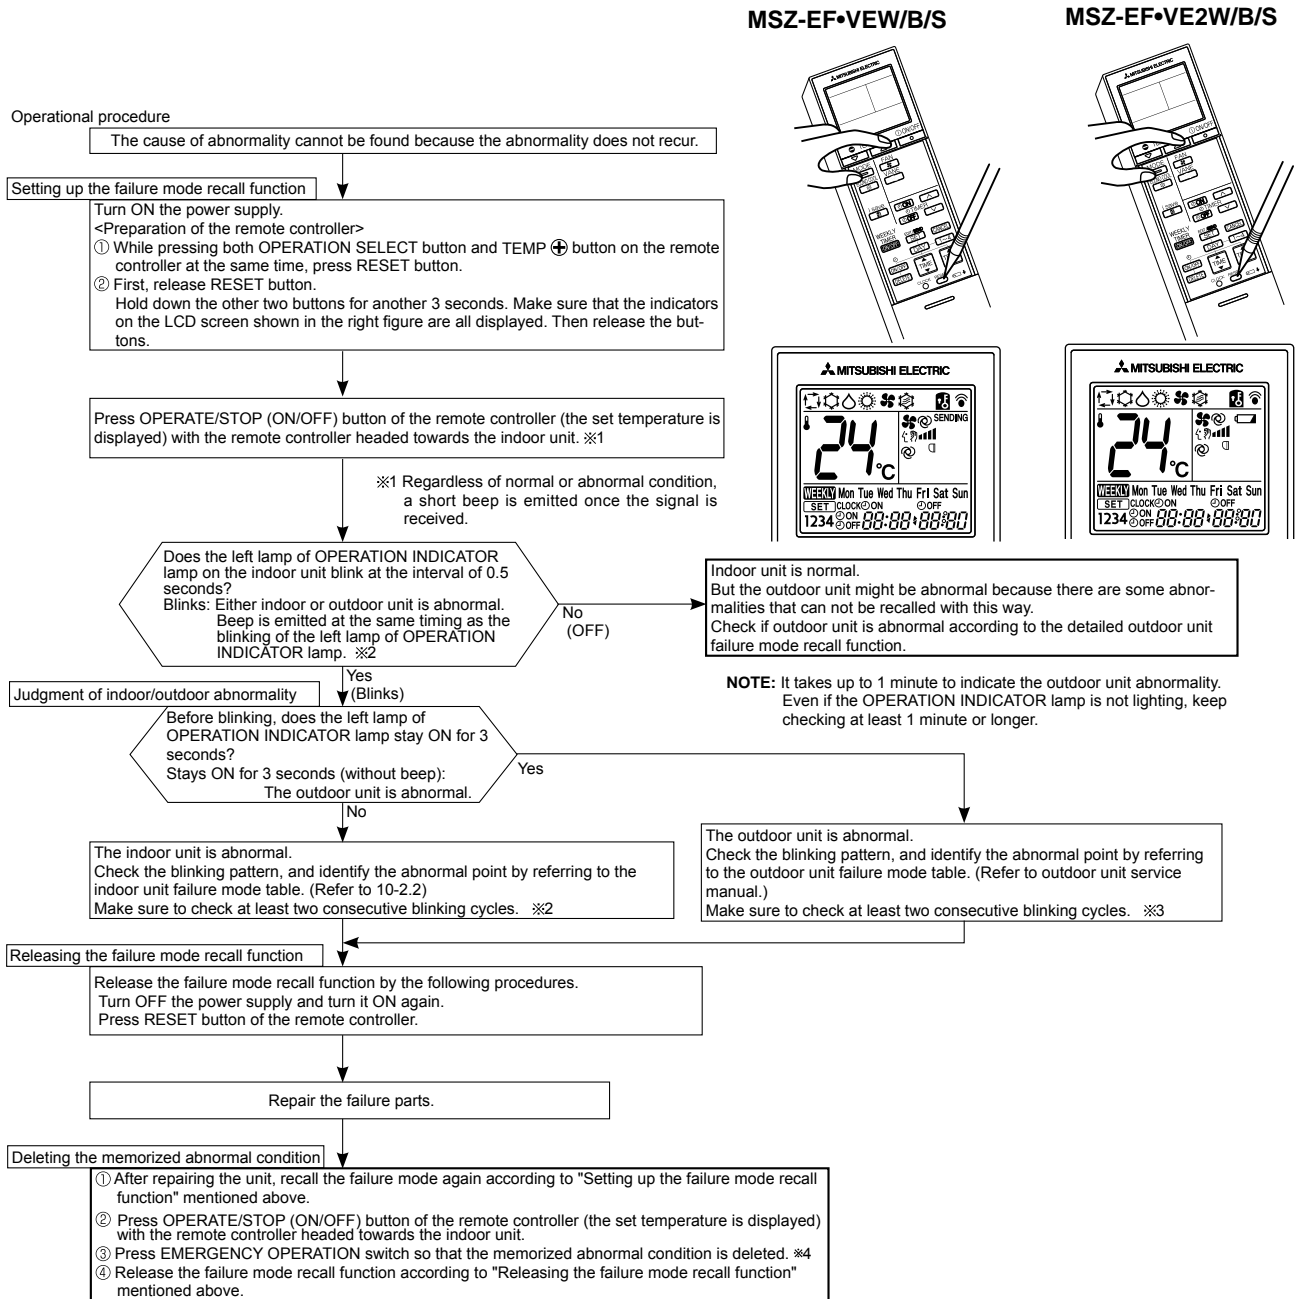 MSZ-EF•VEW/B/S
MSZ-EF•VE2W/B/S
Operational procedure
The cause of abnormality cannot be found because the abnormality does not recur.
Setting up the failure mode recall function
Turn ON the power supply.
<Preparation of the remote controller>
① While pressing both OPERATION SELECT button and TEMP ⊕ button on the remote
controller at the same time, press RESET button.
② First, release RESET button.
Hold down the other two buttons for another 3 seconds. Make sure that the indicators
on the LCD screen shown in the right figure are all displayed. Then release the but-
tons.
Press OPERATE/STOP (ON/OFF) button of the remote controller (the set temperature is
displayed) with the remote controller headed towards the indoor unit. ※1
※1 Regardless of normal or abnormal condition,
a short beep is emitted once the signal is
received.
MITSUBISHI ELECTRIC
SENDING
24°C
WEEKLY Mon Tue Wed Thu Fri Sat Sun
SET CLOCK ON OFF
1234 ON OFF 88:88 88:80
MITSUBISHI ELECTRIC
24°C
WEEKLY Mon Tue Wed Thu Fri Sat Sun
SET CLOCK ON OFF
1234 ON OFF 88:88 88:80
Does the left lamp of OPERATION INDICATOR
lamp on the indoor unit blink at the interval of 0.5
seconds?
Blinks: Either indoor or outdoor unit is abnormal.
Beep is emitted at the same timing as the
blinking of the left lamp of OPERATION
INDICATOR lamp. ※2
No
(OFF)
Indoor unit is normal.
But the outdoor unit might be abnormal because there are some abnor-
malities that can not be recalled with this way.
Check if outdoor unit is abnormal according to the detailed outdoor unit
failure mode recall function.
NOTE: It takes up to 1 minute to indicate the outdoor unit abnormality.
Even if the OPERATION INDICATOR lamp is not lighting, keep
checking at least 1 minute or longer.
Yes
(Blinks)
Judgment of indoor/outdoor abnormality
Before blinking, does the left lamp of
OPERATION INDICATOR lamp stay ON for 3
seconds?
Stays ON for 3 seconds (without beep):
The outdoor unit is abnormal.
Yes
No
The indoor unit is abnormal.
Check the blinking pattern, and identify the abnormal point by referring to the
indoor unit failure mode table. (Refer to 10-2.2)
Make sure to check at least two consecutive blinking cycles. ※2
The outdoor unit is abnormal.
Check the blinking pattern, and identify the abnormal point by referring
to the outdoor unit failure mode table. (Refer to outdoor unit service
manual.)
Make sure to check at least two consecutive blinking cycles. ※3
Releasing the failure mode recall function
Release the failure mode recall function by the following procedures.
Turn OFF the power supply and turn it ON again.
Press RESET button of the remote controller.
Repair the failure parts.
Deleting the memorized abnormal condition
① After repairing the unit, recall the failure mode again according to "Setting up the failure mode recall
function" mentioned above.
② Press OPERATE/STOP (ON/OFF) button of the remote controller (the set temperature is displayed)
with the remote controller headed towards the indoor unit.
③ Press EMERGENCY OPERATION switch so that the memorized abnormal condition is deleted. ※4
④ Release the failure mode recall function according to "Releasing the failure mode recall function"
mentioned above.